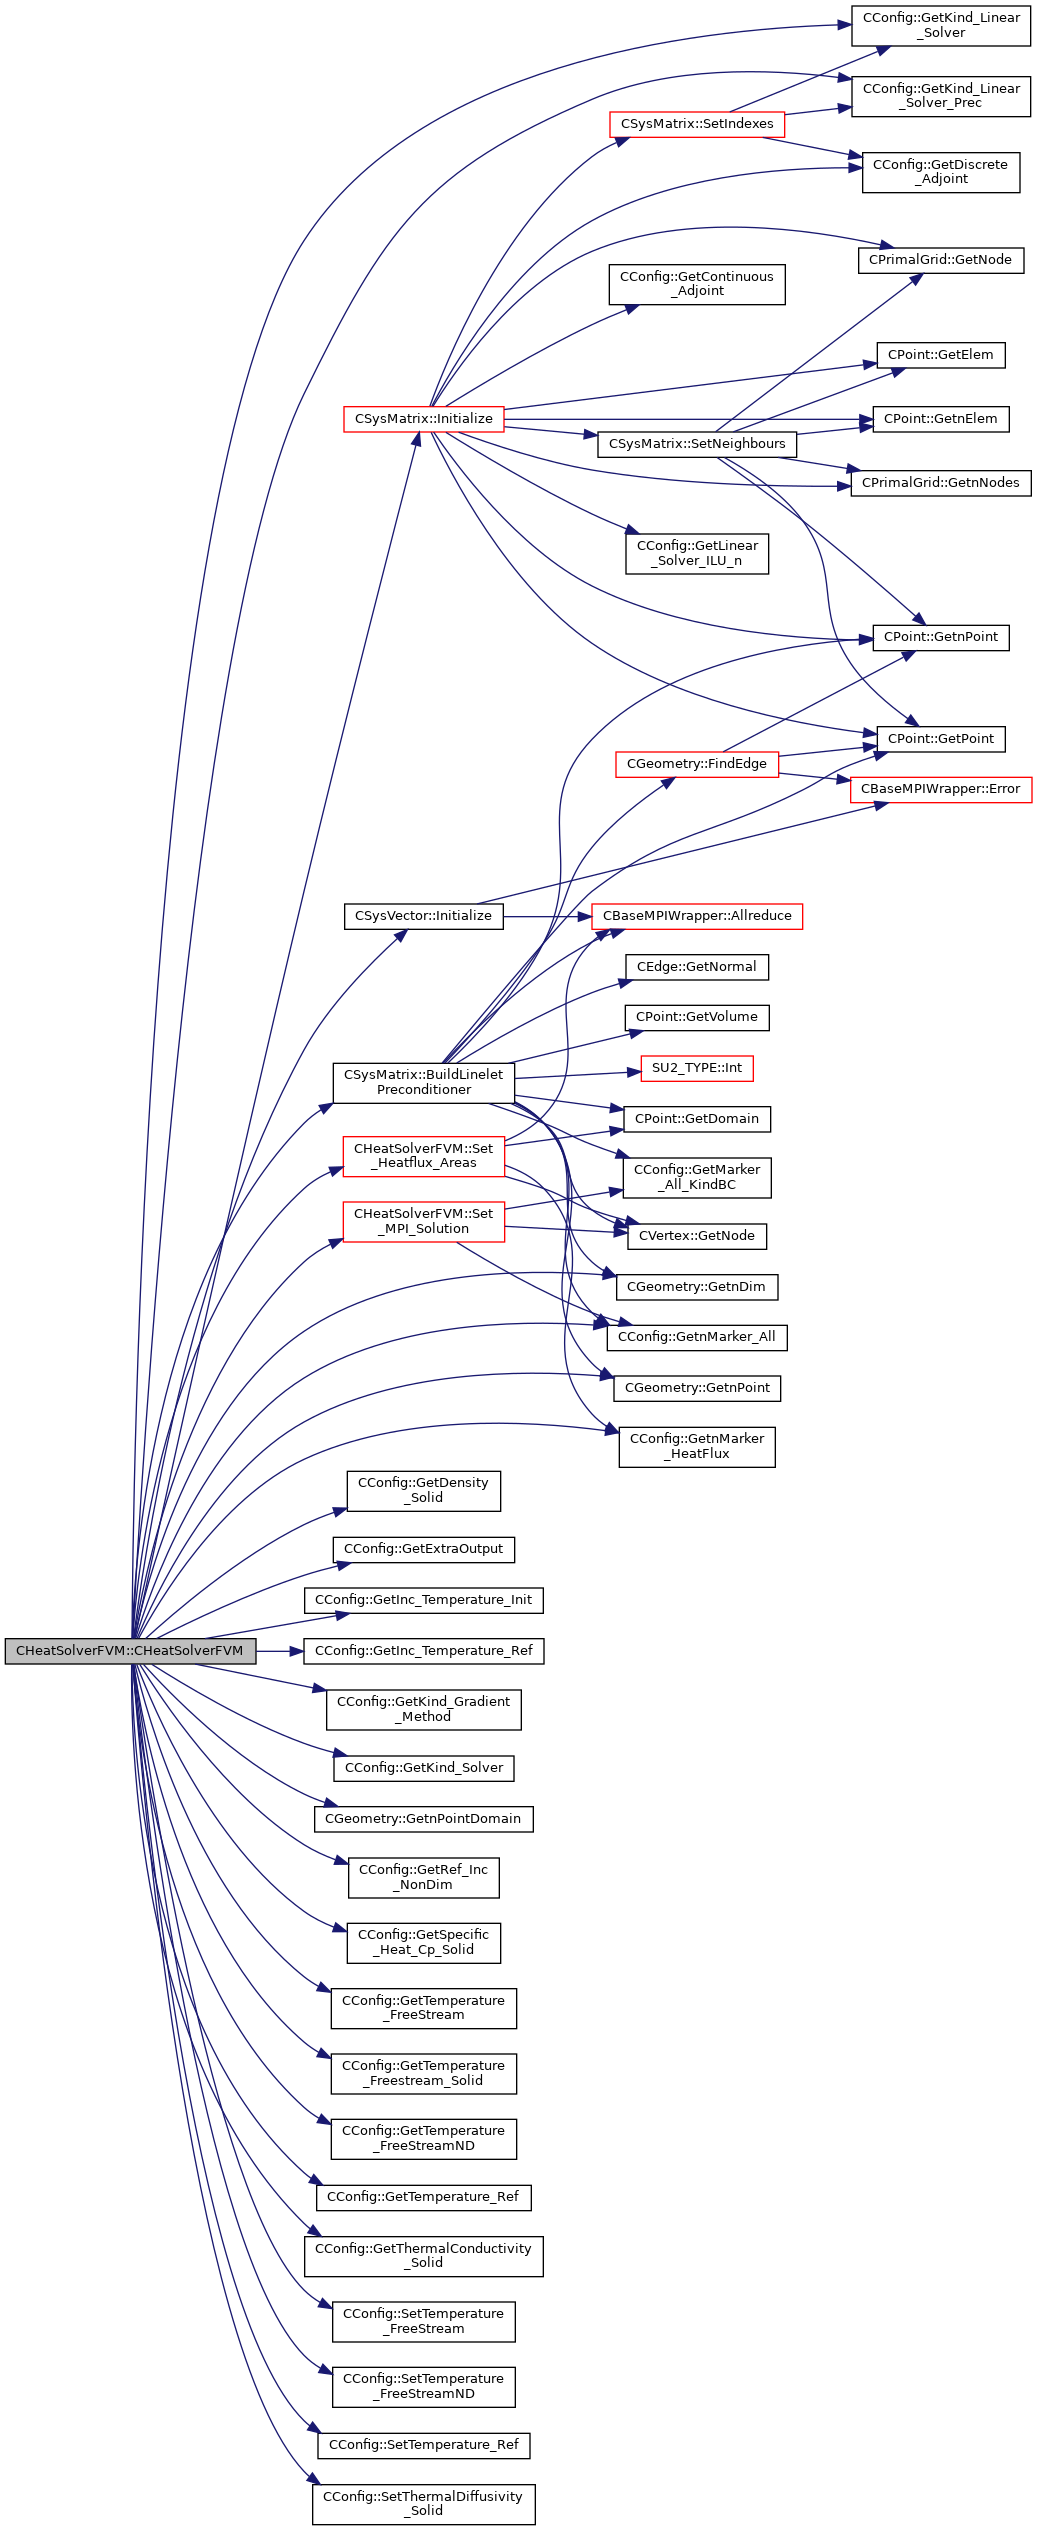 CConfig::GetKind_Linear
_Solver
CConfig::GetKind_Linear
_Solver_Prec
CSysMatrix::SetIndexes
CConfig::GetDiscrete
_Adjoint
CPrimalGrid::GetNode
CConfig::GetContinuous
_Adjoint
CPoint::GetElem
CSysMatrix::Initialize
CPoint::GetnElem
CSysMatrix::SetNeighbours
CPrimalGrid::GetnNodes
CConfig::GetLinear
_Solver_ILU_n
CPoint::GetnPoint
CPoint::GetPoint
CGeometry::FindEdge
CBaseMPIWrapper::Error
CSysVector::Initialize
CBaseMPIWrapper::Allreduce
CEdge::GetNormal
CPoint::GetVolume
CSysMatrix::BuildLinelet
Preconditioner
SU2_TYPE::Int
CPoint::GetDomain
CHeatSolverFVM::Set
_Heatflux_Areas
CConfig::GetMarker
_All_KindBC
CHeatSolverFVM::Set
_MPI_Solution
CVertex::GetNode
CGeometry::GetnDim
CConfig::GetnMarker_All
CGeometry::GetnPoint
CConfig::GetnMarker
_HeatFlux
CConfig::GetDensity
_Solid
CConfig::GetExtraOutput
CConfig::GetInc_Temperature_Init
CHeatSolverFVM::CHeatSolverFVM
CConfig::GetInc_Temperature_Ref
CConfig::GetKind_Gradient
_Method
CConfig::GetKind_Solver
CGeometry::GetnPointDomain
CConfig::GetRef_Inc
_NonDim
CConfig::GetSpecific
_Heat_Cp_Solid
CConfig::GetTemperature
_FreeStream
CConfig::GetTemperature
_Freestream_Solid
CConfig::GetTemperature
_FreeStreamND
CConfig::GetTemperature_Ref
CConfig::GetThermalConductivity
_Solid
CConfig::SetTemperature
_FreeStream
CConfig::SetTemperature
_FreeStreamND
CConfig::SetTemperature_Ref
CConfig::SetThermalDiffusivity
_Solid